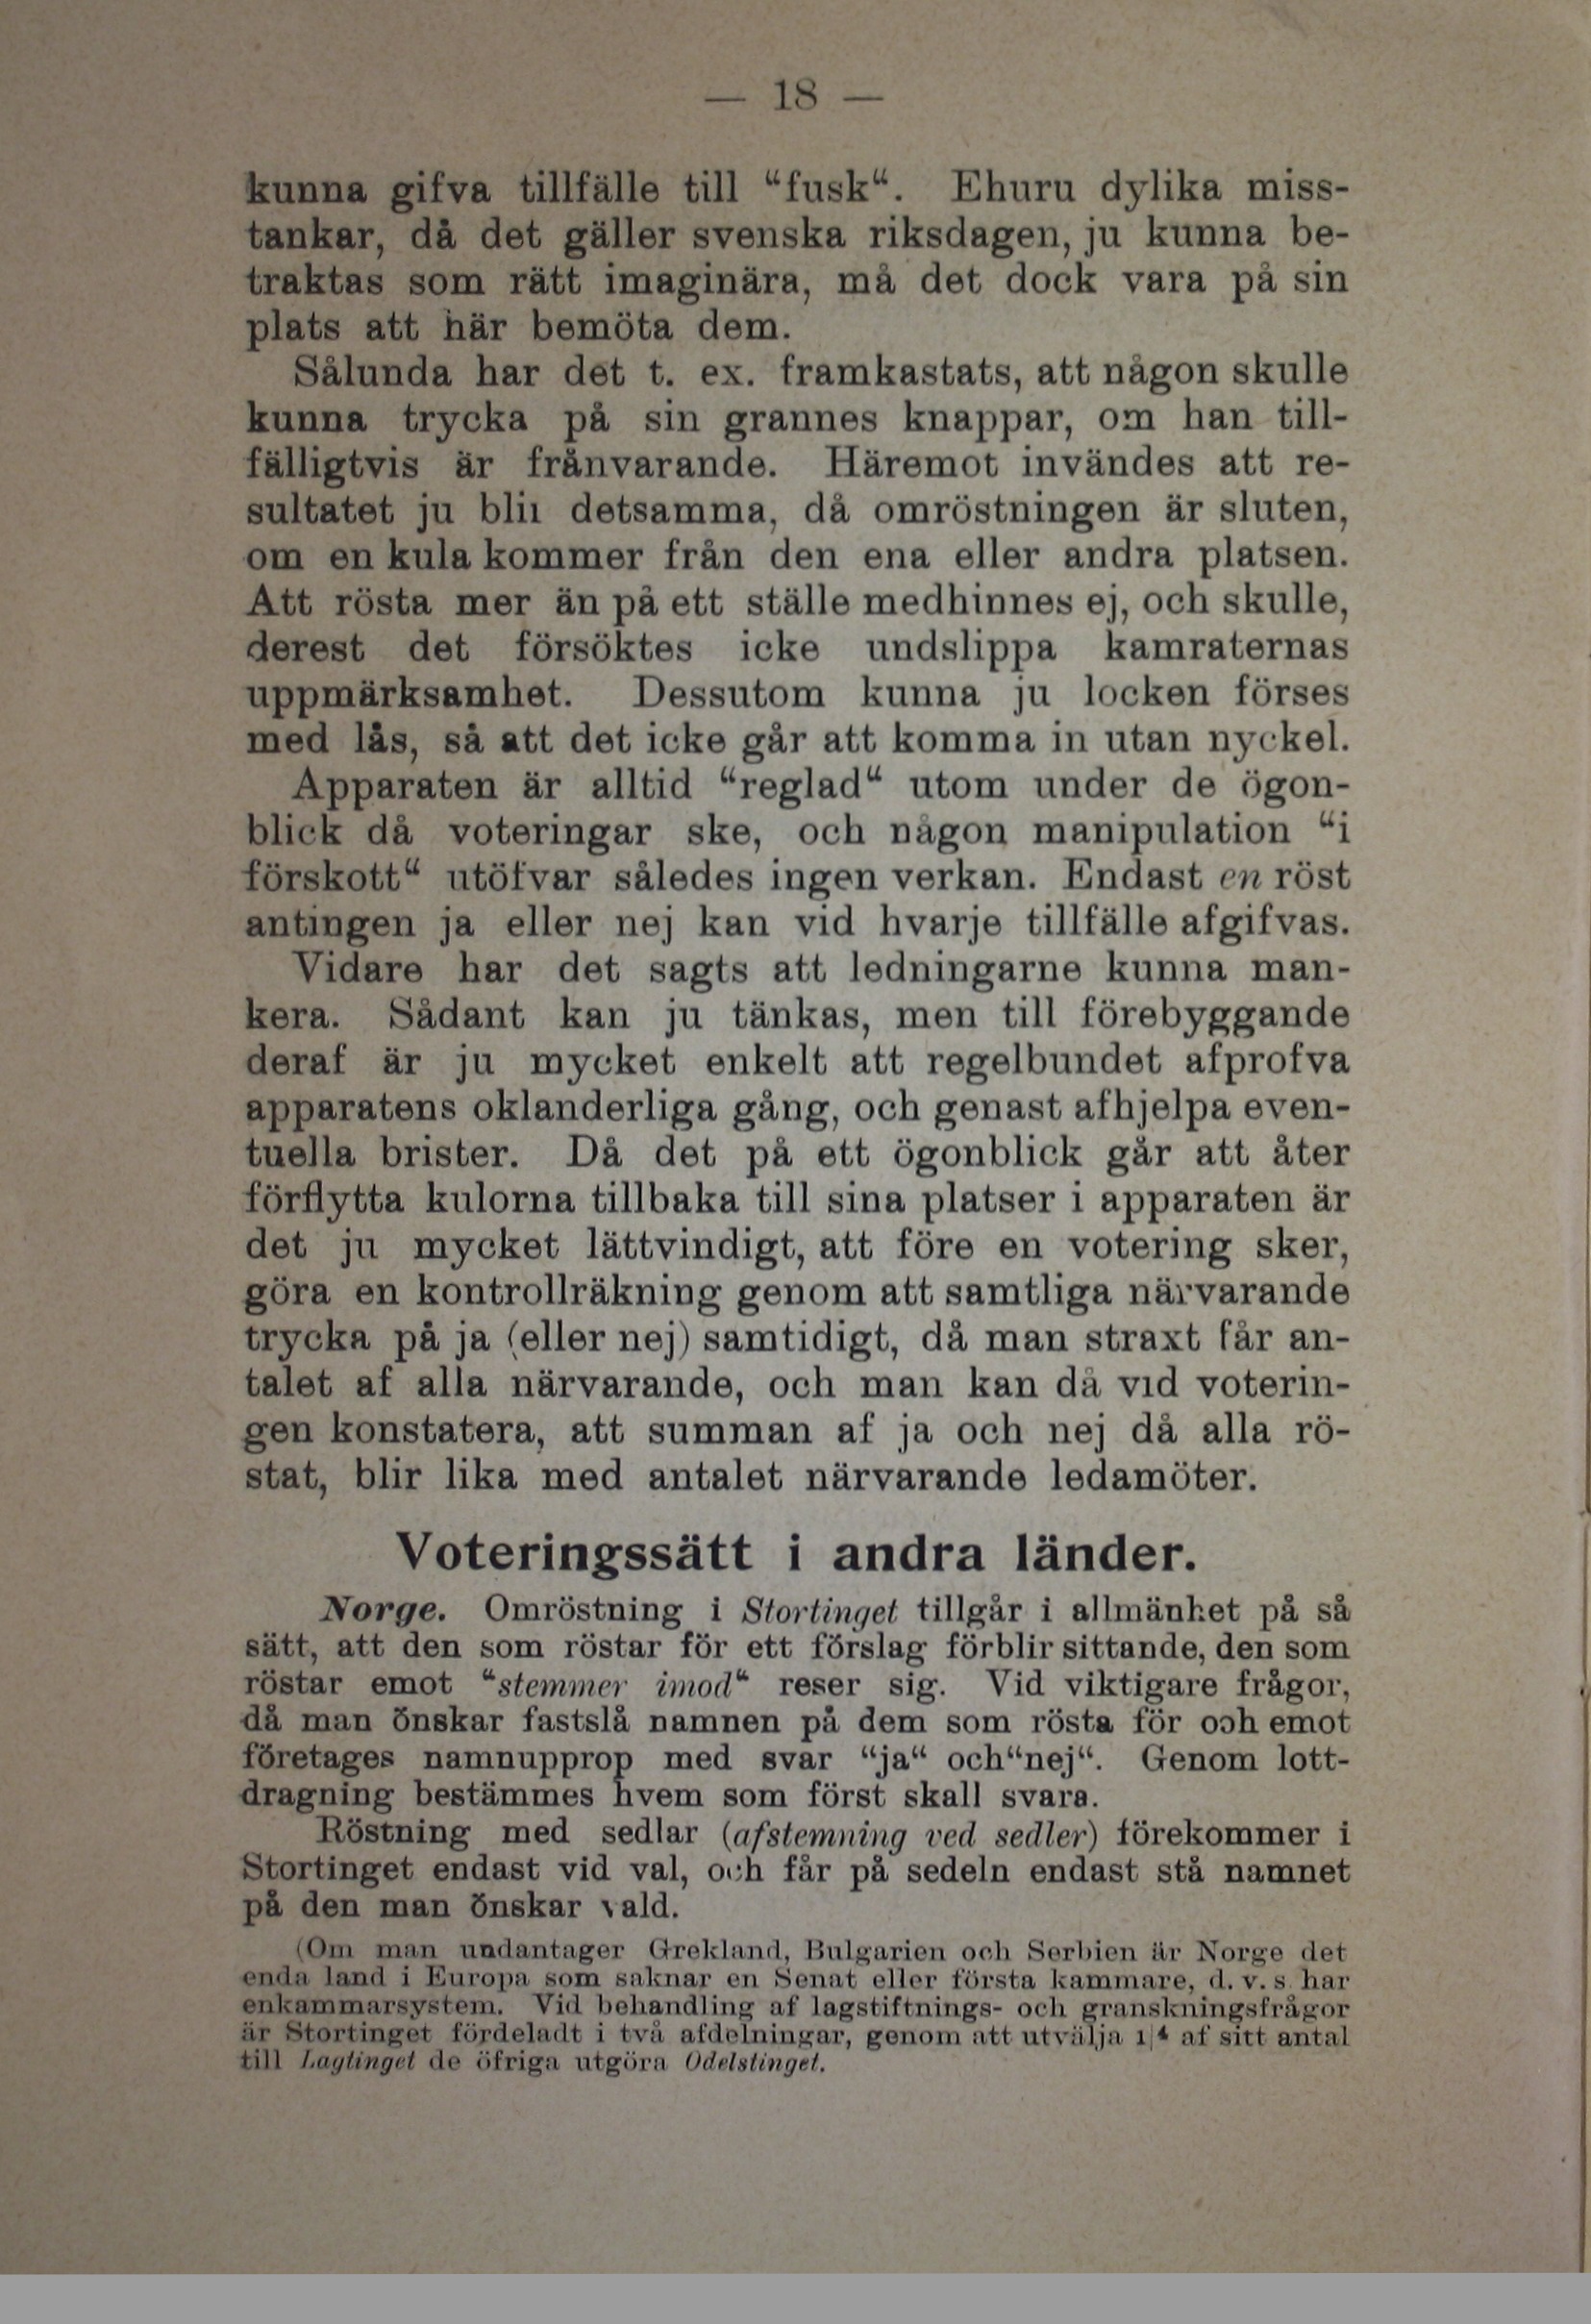 — 18 —
kunna gifva tillfälle till “fusk“. Ehuru dylika miss-
tankar, då det gäller svenska riksdagen, ju kunna be-
traktas som rätt imaginära, må det dock vara på sin
plats att här bemöta dem.
Sålunda har det t. ex. framkastats, att någon skulle
kunna trycka på sin grannes knappar, om han till-
fälligtvis är frånvarande. Häremot invändes att re-
sultatet ju blir detsamma, då omröstningen är sluten,
om en kula kommer från den ena eller andra platsen.
Att rösta mer än på ett ställe medhinnes ej, och skulle,
derest det försöktes icke undslippa kamraternas
uppmärksamhet. Dessutom kunna ju locken förses
med lås, så att det icke går att komma in utan nyckel.
Apparaten är alltid “reglad“ utom under de ögon-
blick då voteringar ske, och någon manipulation “i
förskott“ utöfvar således ingen verkan. Endast en röst
antingen ja eller nej kan vid hvarje tillfälle afgifvas.
Vidare har det sagts att ledningarne kunna man-
kera. Sådant kan ju tänkas, men till förebyggande
deraf är ju mycket enkelt att regelbundet afprofva
apparatens oklanderliga gång, och genast afhjelpa even-
tuella brister. Då det på ett ögonblick går att åter
förflytta kulorna tillbaka till sina platser i apparaten är
det ju mycket lättvindigt, att före en votering sker,
göra en kontrollräkning genom att samtliga närvarande
trycka på ja (eller nej) samtidigt, då man straxt får an-
talet af alla närvarande, och man kan då vid voterin-
gen konstatera, att summan af ja och nej då alla rö-
stat, blir lika med antalet närvarande ledamöter.
Voteringssätt i andra länder.
Norge. Omröstning i Stortinget tillgår i allmänhet på så
sätt, att den som röstar för ett förslag förblir sittande, den som
röstar emot “stemmer imod“ reser sig. Vid viktigare frågor,
då man önskar fastslå namnen på dem som rösta för och emot
företages namnupprop med svar “ja“ och“nej“. Genom lott-
dragning bestämmes hvem som först skall svara.
Röstning med sedlar (afstemning ved sedler) förekommer i
Stortinget endast vid val, och får på sedeln endast stå namnet
på den man önskar vald.
(Om man undantager Grekland, Bulgarien och Serbien är Norge det
enda land i Europa som saknar en Senat eller första kammare, d. v. s. har
enkammarsystem. Vid behandling af lagstiftnings- och granskningsfrågor
är Stortinget fördeladt i två afdelningar, genom att utvälja 1/4 af sitt antal
till Lagtinget de öfriga utgöra Odelstinget.